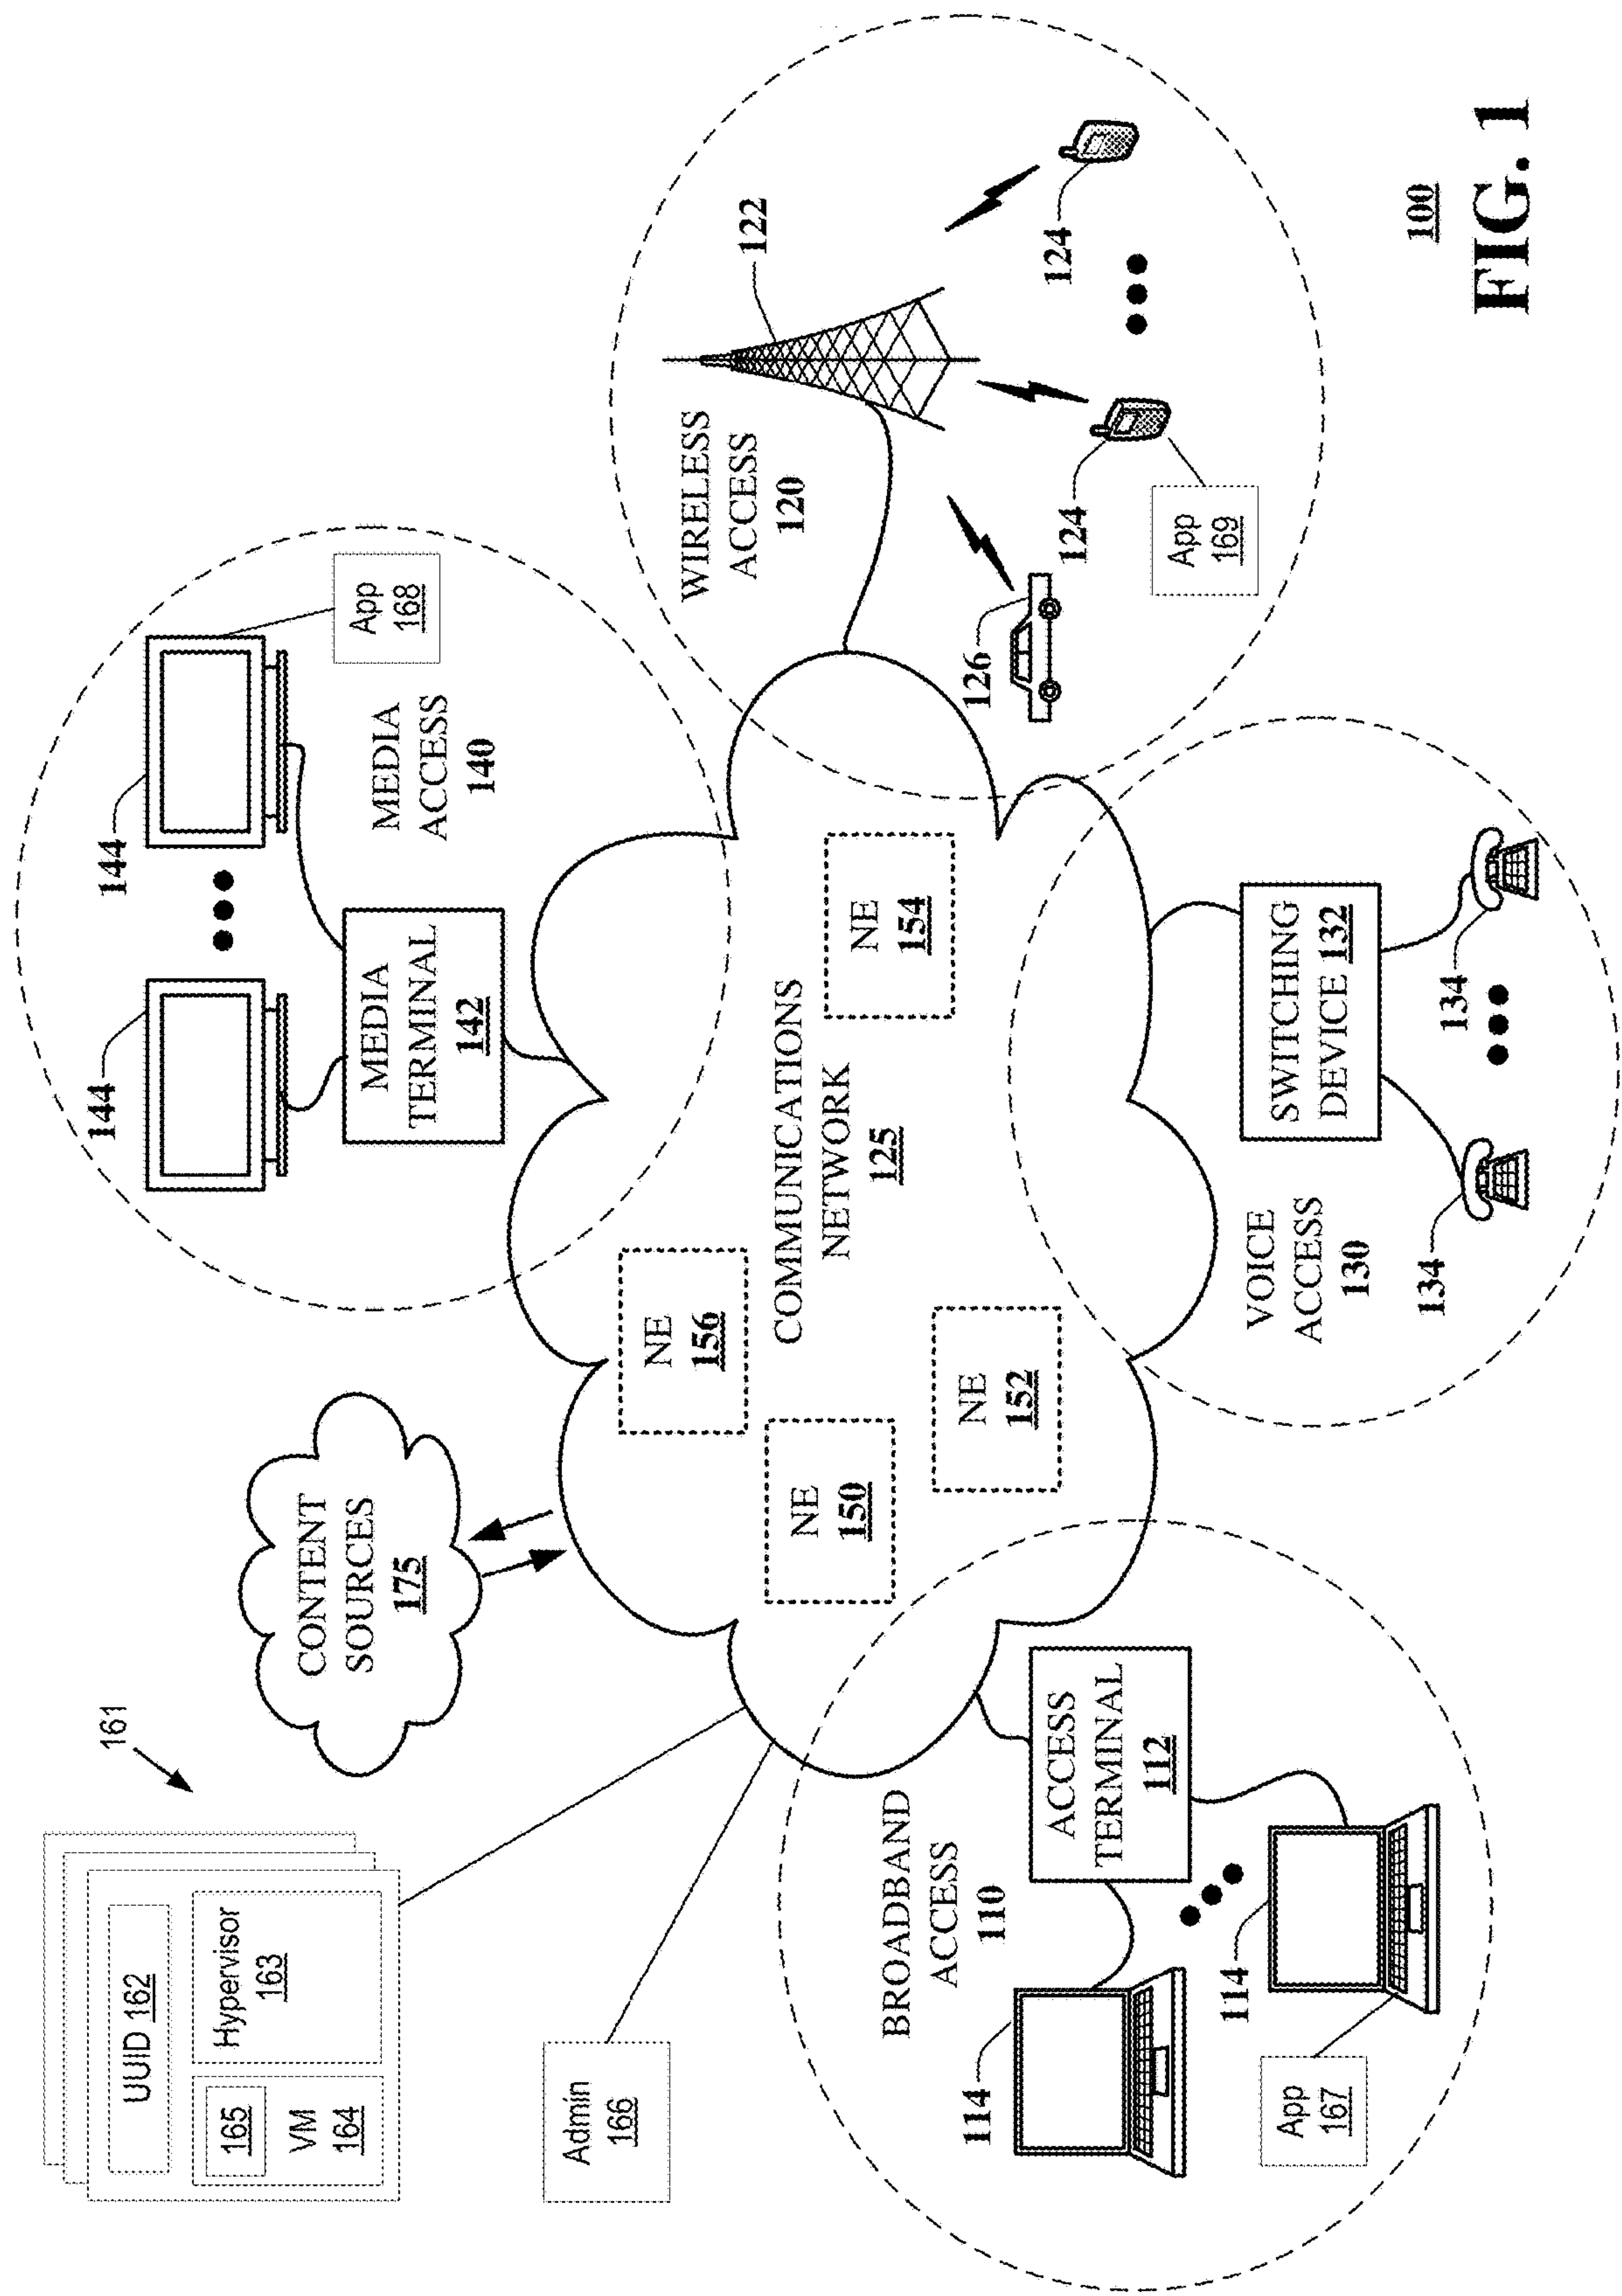 161
UUID 162
Hypervisor
163
165
VM
164
Admin
166
CONTENT
SOURCES
175
144
144
MEDIA
TERMINAL
142
MEDIA
ACCESS
140
App
168
NE
156
NE
150
NE
152
NE
154
COMMUNICATIONS
NETWORK
125
WIRELESS
ACCESS
120
122
124
124
126
App
169
BROADBAND
ACCESS
110
ACCESS
TERMINAL
112
114
114
App
167
VOICE
ACCESS
130
SWITCHING
DEVICE 132
134
134
100
FIG. 1